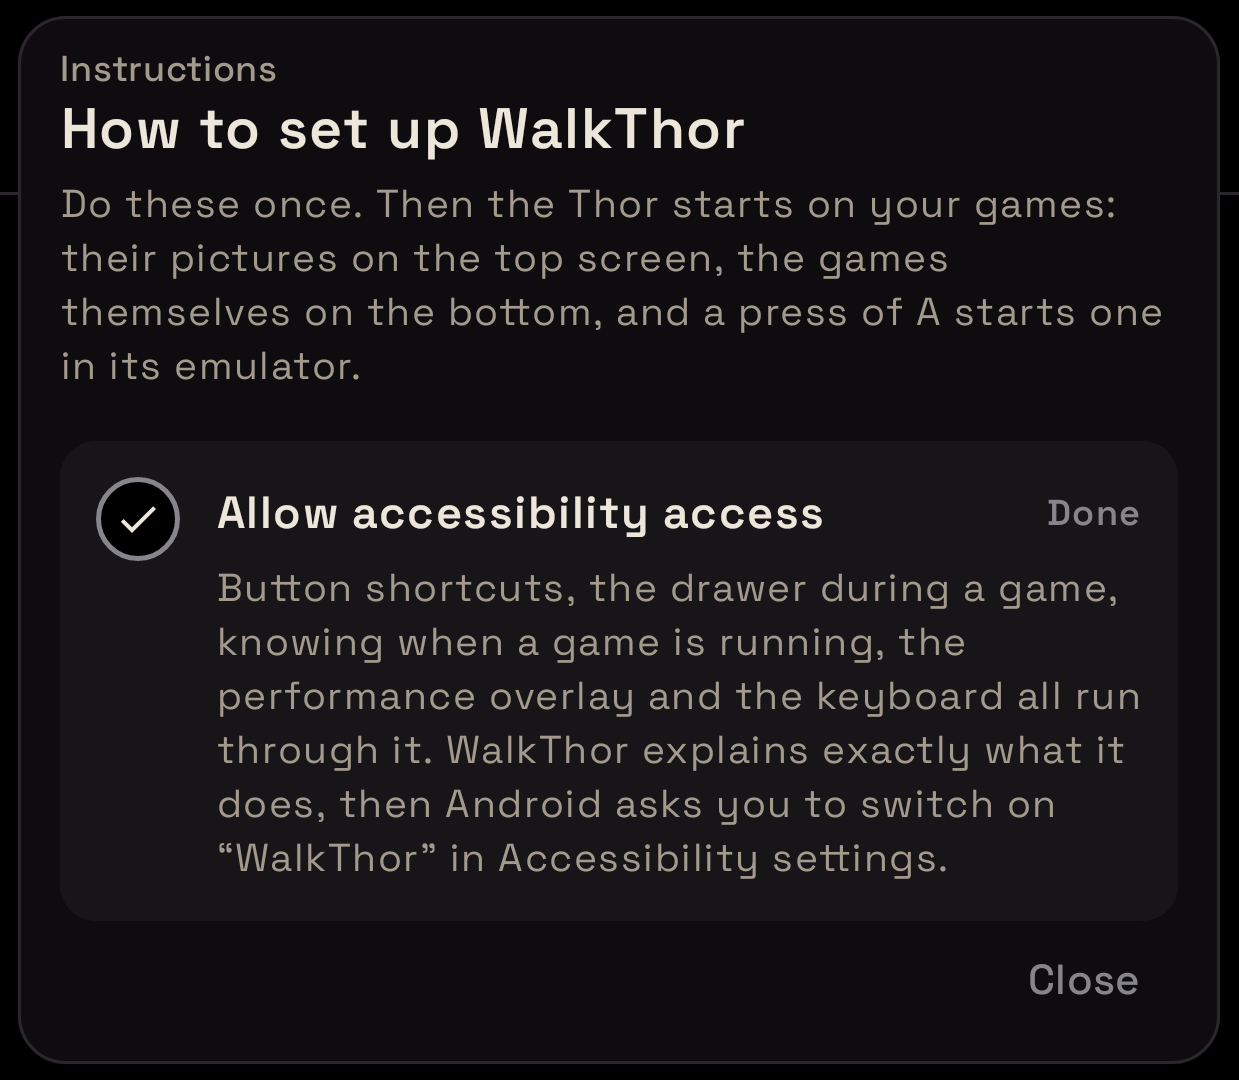 Instructions
How to set up WalkThor
Do these once. Then the Thor starts on your games:
their pictures on the top screen, the games
themselves on the bottom, and a press of A starts one
in its emulator.
Allow accessibility access
Done
Button shortcuts, the drawer during a game,
knowing when a game is running, the
performance overlay and the keyboard all run
through it. WalkThor explains exactly what it
does, then Android asks you to switch on
“WalkThor” in Accessibility settings.
Close